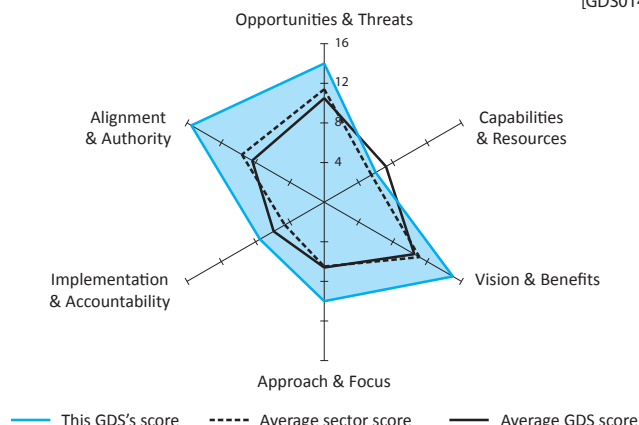 [GDS014
Opportunities & Threats
16
12
8
4
Capabilities
& Resources
Vision & Benefits
Approach & Focus
Implementation
& Accountability
Alignment
& Authority
This GDS's score
Average sector score
Average GDS score